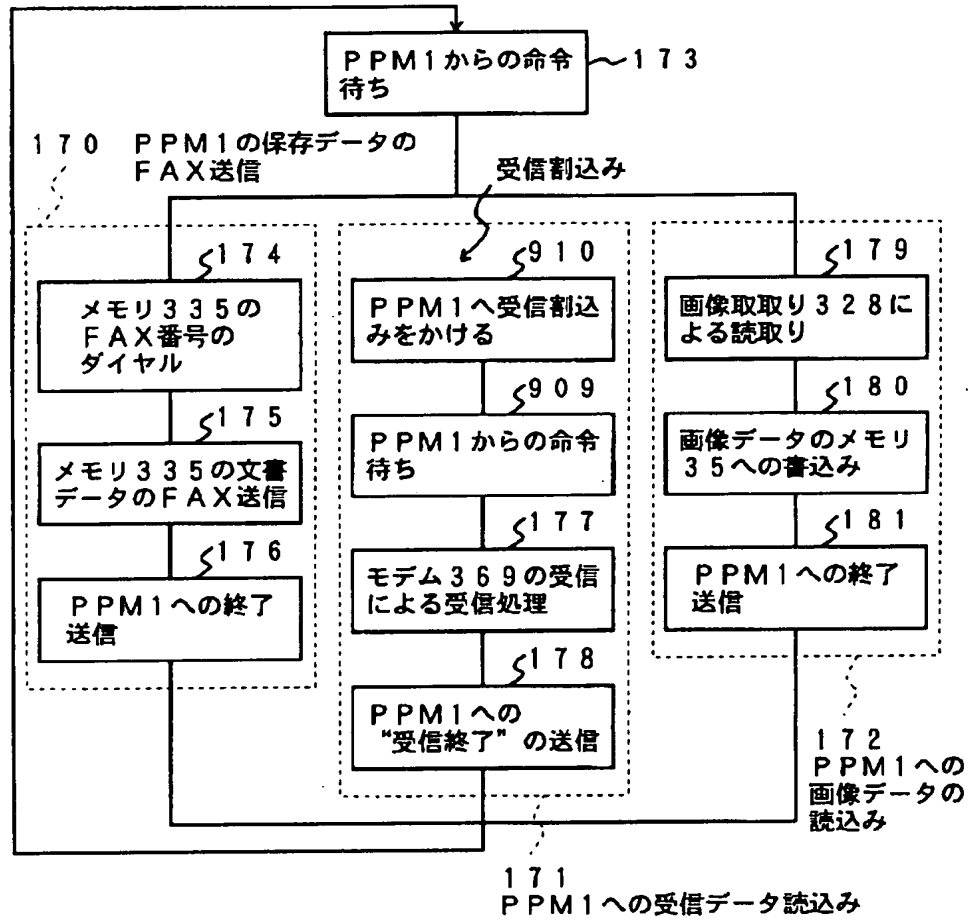 PPM1からの命令
待ち
173
170 PPM1の保存データの
FAX送信
受信割込み
174
メモリ335の
FAX番号の
ダイヤル
175
メモリ335の文書
データのFAX送信
176
PPM1への終了
送信
910
PPM1へ受信割込
みをかける
909
PPM1からの命令
待ち
177
モデム369の受信
による受信処理
178
PPM1への
“受信終了”の送信
179
画像取取り328に
よる読取り
180
画像データのメモリ
35への書込み
181
PPM1への終了
送信
172
PPM1への
画像データの
読込み
171
PPM1への受信データ読込み